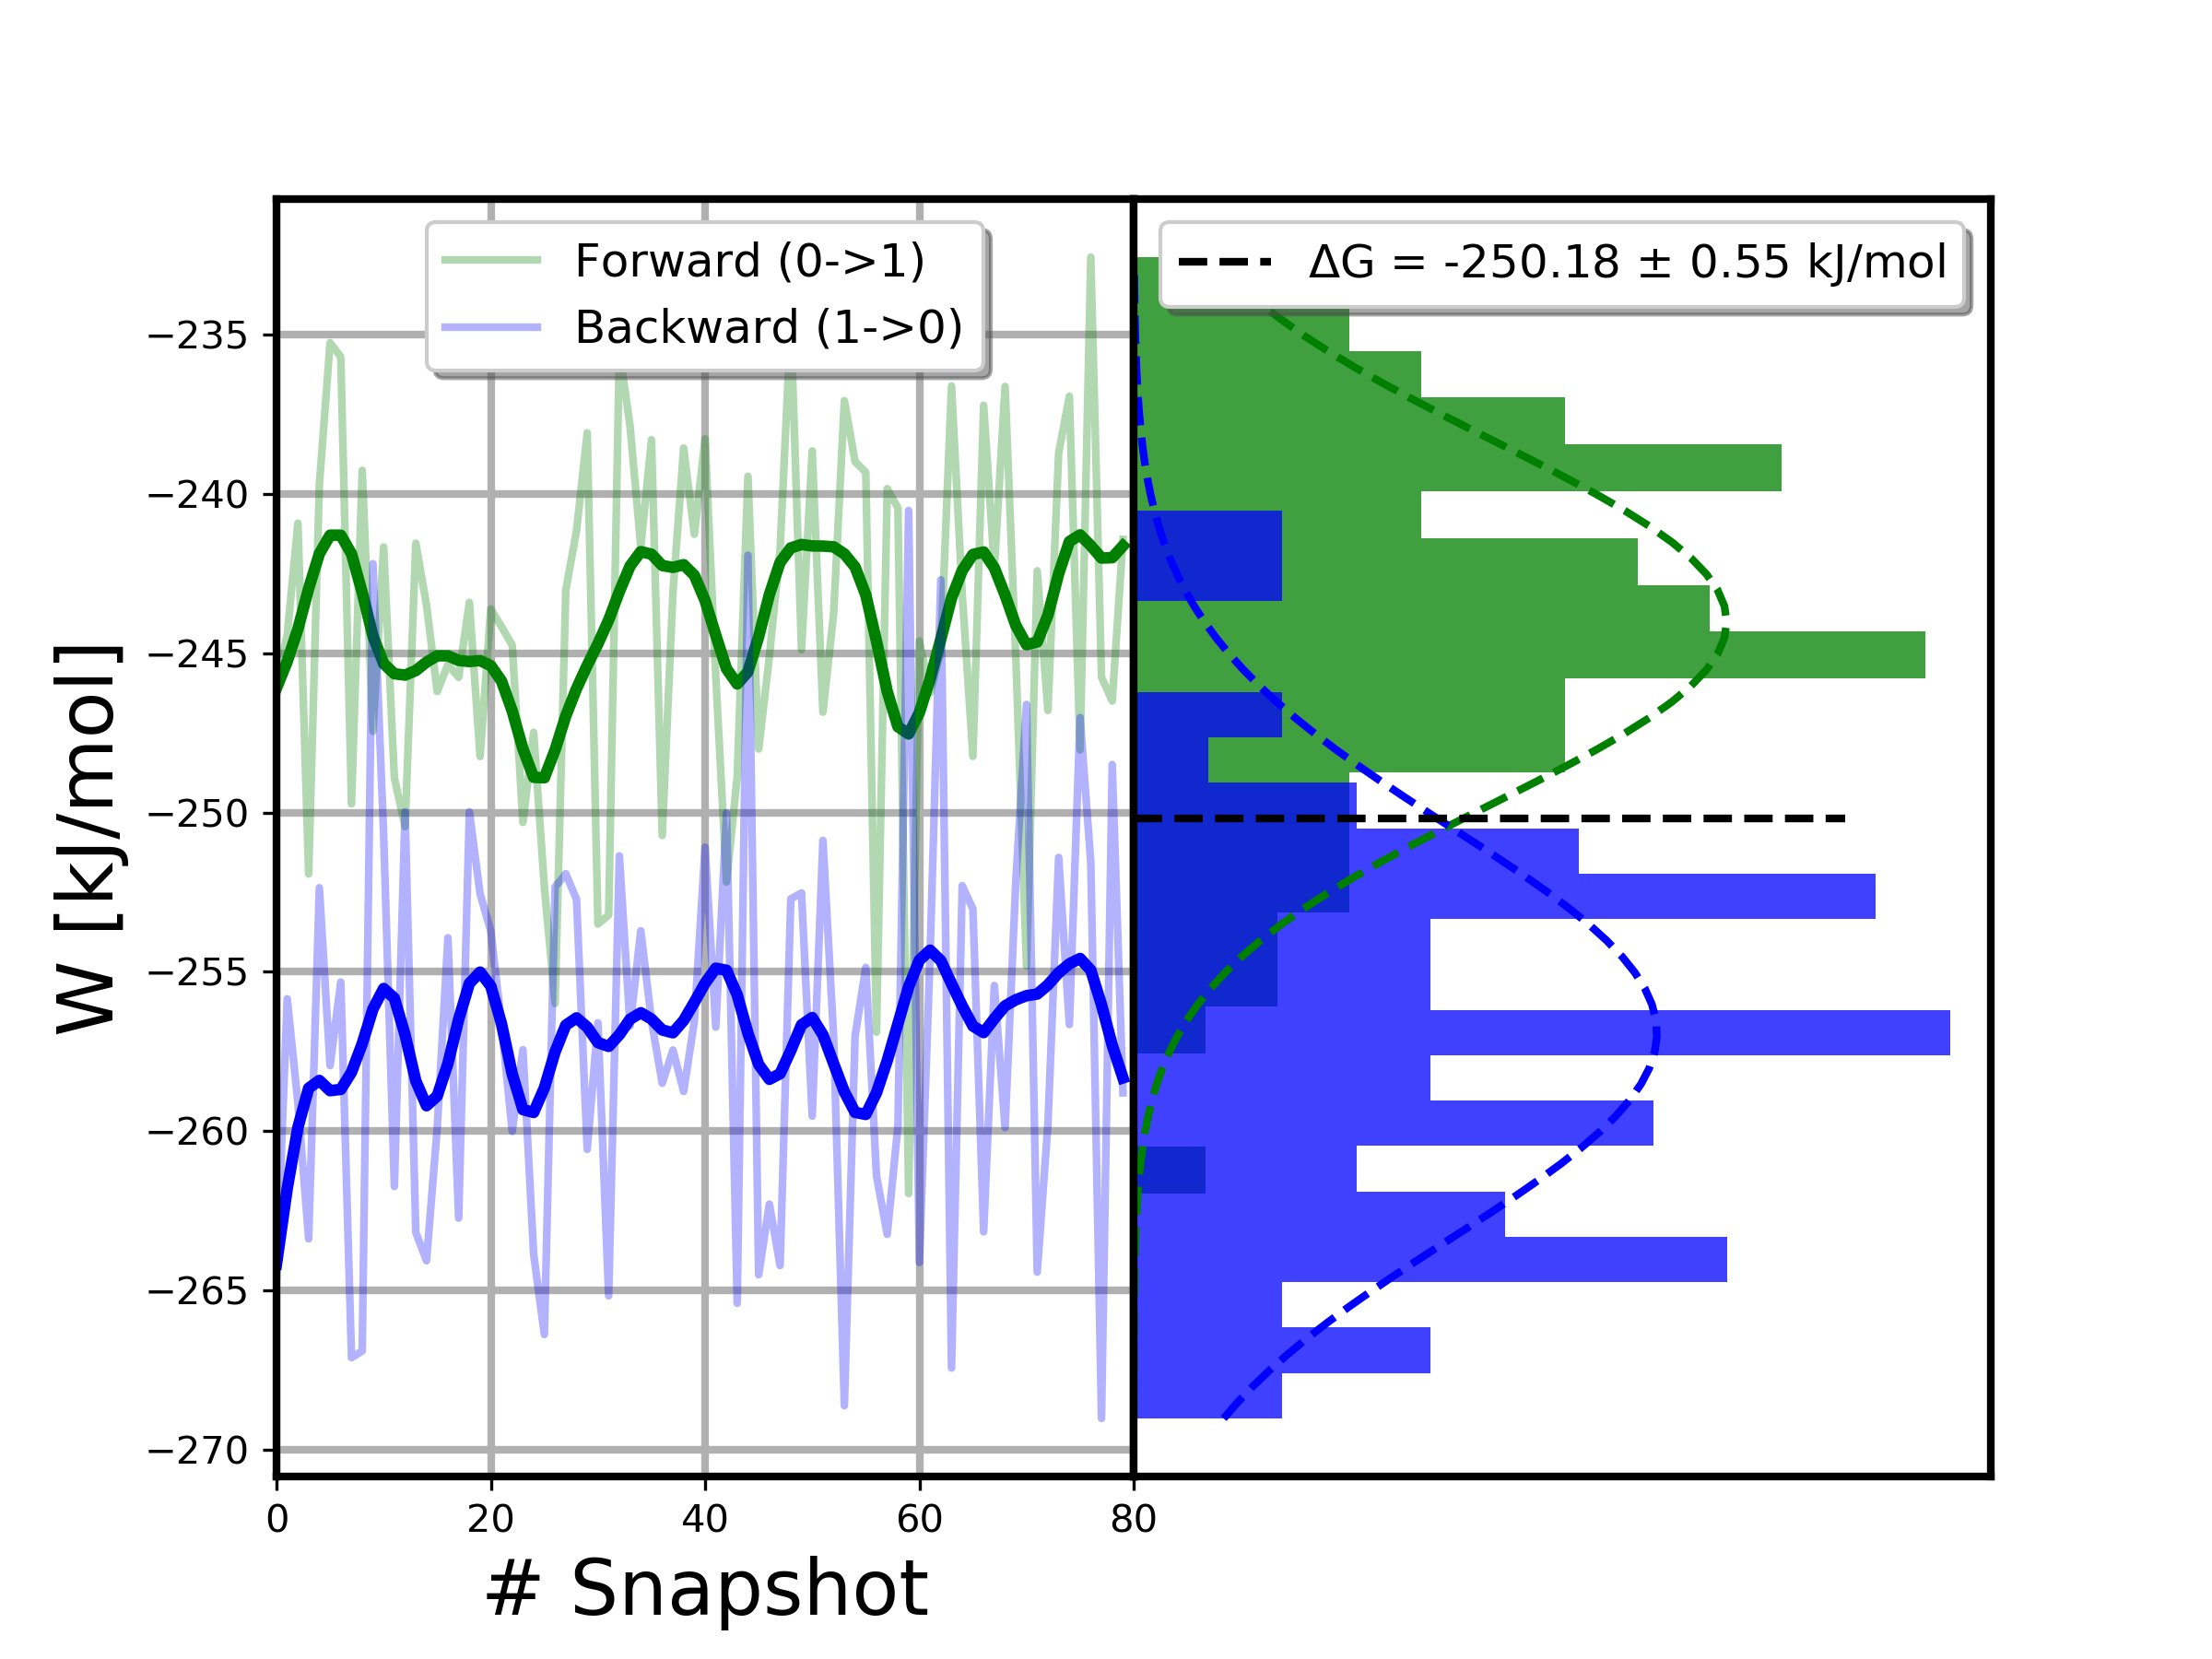 Forward (0->1)
Backward (1->0)
ΔG = -250.18 ± 0.55 kJ/mol
W [kJ/mol]
−235
−240
−245
−250
−255
−260
−265
−270
0 20 40 60 80
# Snapshot